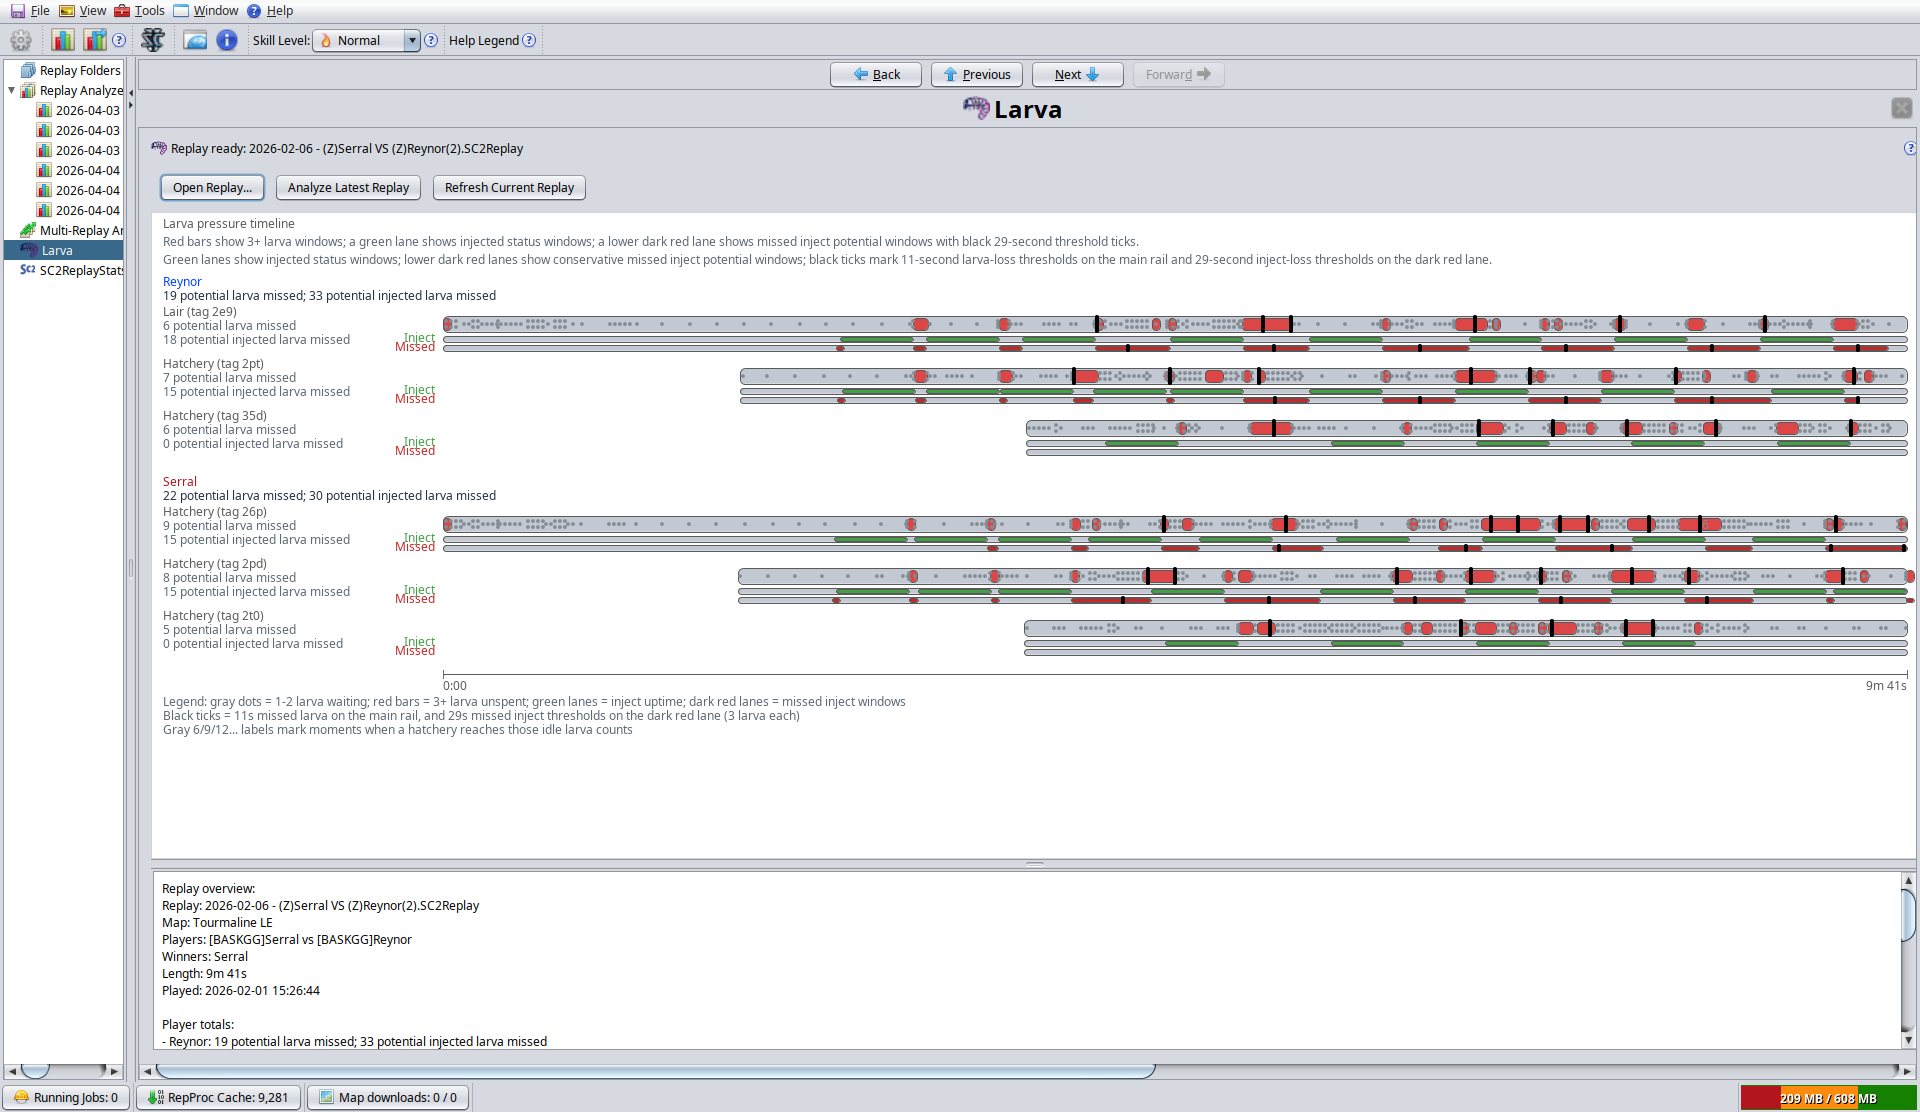 File View Tools Window Help
Skill Level: Normal Help Legend
Replay Folders
Replay Analyze
2026-04-03
2026-04-03
2026-04-03
2026-04-04
2026-04-04
2026-04-04
Multi-Replay Ar
Larva
SC2ReplayStats
Back Previous Next Forward
Larva
Replay ready: 2026-02-06 - (Z)Serral VS (Z)Reynor(2).SC2Replay
Open Replay... Analyze Latest Replay Refresh Current Replay
Larva pressure timeline
Red bars show 3+ larva windows; a green lane shows injected status windows; a lower dark red lane shows missed inject potential windows with black 29-second threshold ticks.
Green lanes show injected status windows; lower dark red lanes show conservative missed inject potential windows; black ticks mark 11-second larva-loss thresholds on the main rail and 29-second inject-loss thresholds on the dark red lane.
Reynor
19 potential larva missed; 33 potential injected larva missed
Lair (tag 2e9)
6 potential larva missed
18 potential injected larva missed Inject
Missed
Hatchery (tag 2pt)
7 potential larva missed
15 potential injected larva missed Inject
Missed
Hatchery (tag 35d)
6 potential larva missed
0 potential injected larva missed Inject
Missed
Serral
22 potential larva missed; 30 potential injected larva missed
Hatchery (tag 26p)
9 potential larva missed
15 potential injected larva missed Inject
Missed
Hatchery (tag 2pd)
8 potential larva missed
15 potential injected larva missed Inject
Missed
Hatchery (tag 2t0)
5 potential larva missed
0 potential injected larva missed Inject
Missed
0:00 9m 41s
Legend: gray dots = 1-2 larva waiting; red bars = 3+ larva unspent; green lanes = inject uptime; dark red lanes = missed inject windows
Black ticks = 11s missed larva on the main rail, and 29s missed inject thresholds on the dark red lane (3 larva each)
Gray 6/9/12... labels mark moments when a hatchery reaches those idle larva counts
Replay overview:
Replay: 2026-02-06 - (Z)Serral VS (Z)Reynor(2).SC2Replay
Map: Tourmaline LE
Players: [BASKGG]Serral vs [BASKGG]Reynor
Winners: Serral
Length: 9m 41s
Played: 2026-02-01 15:26:44
Player totals:
- Reynor: 19 potential larva missed; 33 potential injected larva missed
Running Jobs: 0 RepProc Cache: 9,281 Map downloads: 0 / 0 209 MB / 608 MB